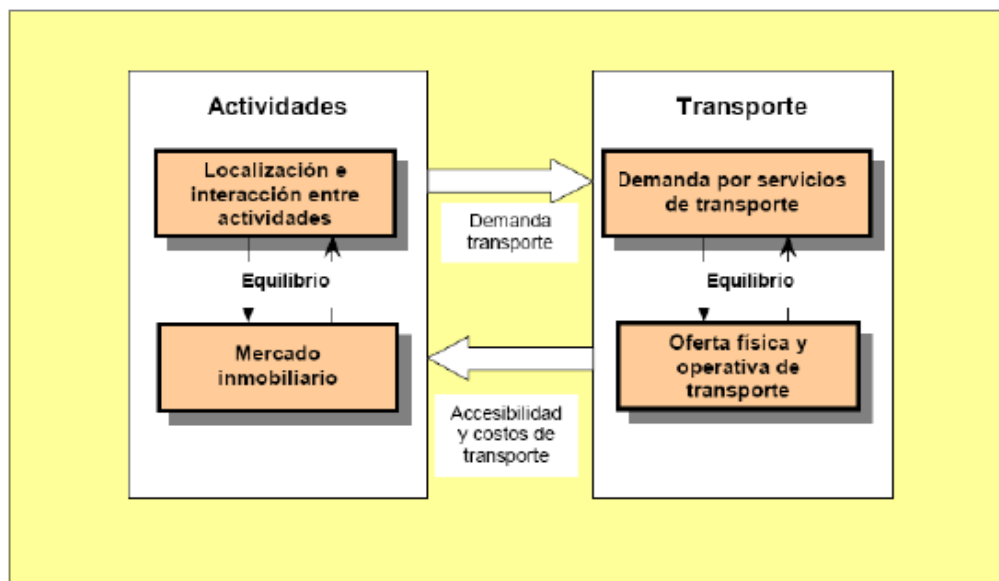 Actividades
Localización e
interacción entre
actividades
Equilibrio
Mercado
inmobiliario
Demanda
transporte
Accesibilidad
y costos de
transporte
Transporte
Demanda por servicios
de transporte
Equilibrio
Oferta física y
operativa de
transporte